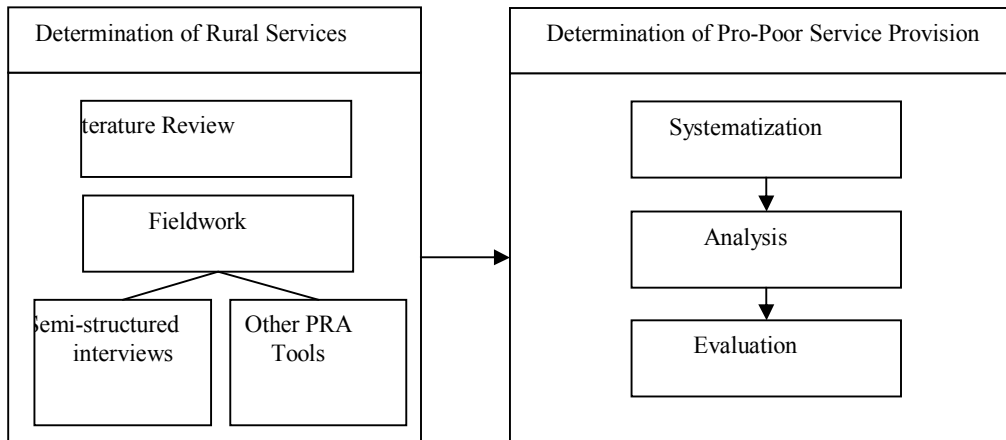 Determination of Rural Services
terature Review
Fieldwork
Semi-structured
interviews
Other PRA
Tools
Determination of Pro-Poor Service Provision
Systematization
Analysis
Evaluation